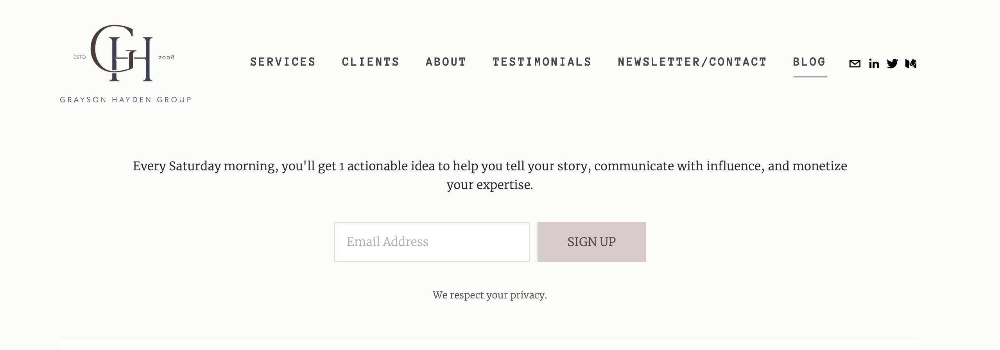 GH
ESTD
2008
GRAYSON HAYDEN GROUP
SERVICES
CLIENTS
ABOUT
TESTIMONIALS
NEWSLETTER/CONTACT
BLOG
in
Every Saturday morning, you'll get 1 actionable idea to help you tell your story, communicate with influence, and monetize
your expertise.
Email Address
SIGN UP
We respect your privacy.